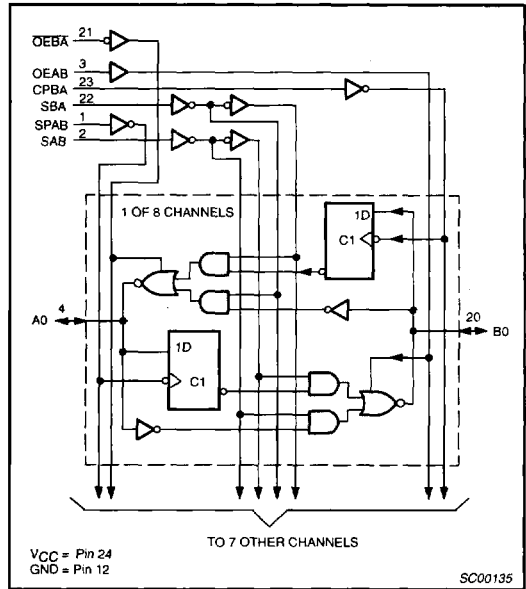 OEBA 21
OEAB 3
CPBA 23
SBA 22
SPAB 1
SAB 2
1 OF 8 CHANNELS
1D
C1
A0 4
20 B0
1D
C1
TO 7 OTHER CHANNELS
VCC = Pin 24
GND = Pin 12
SC00135